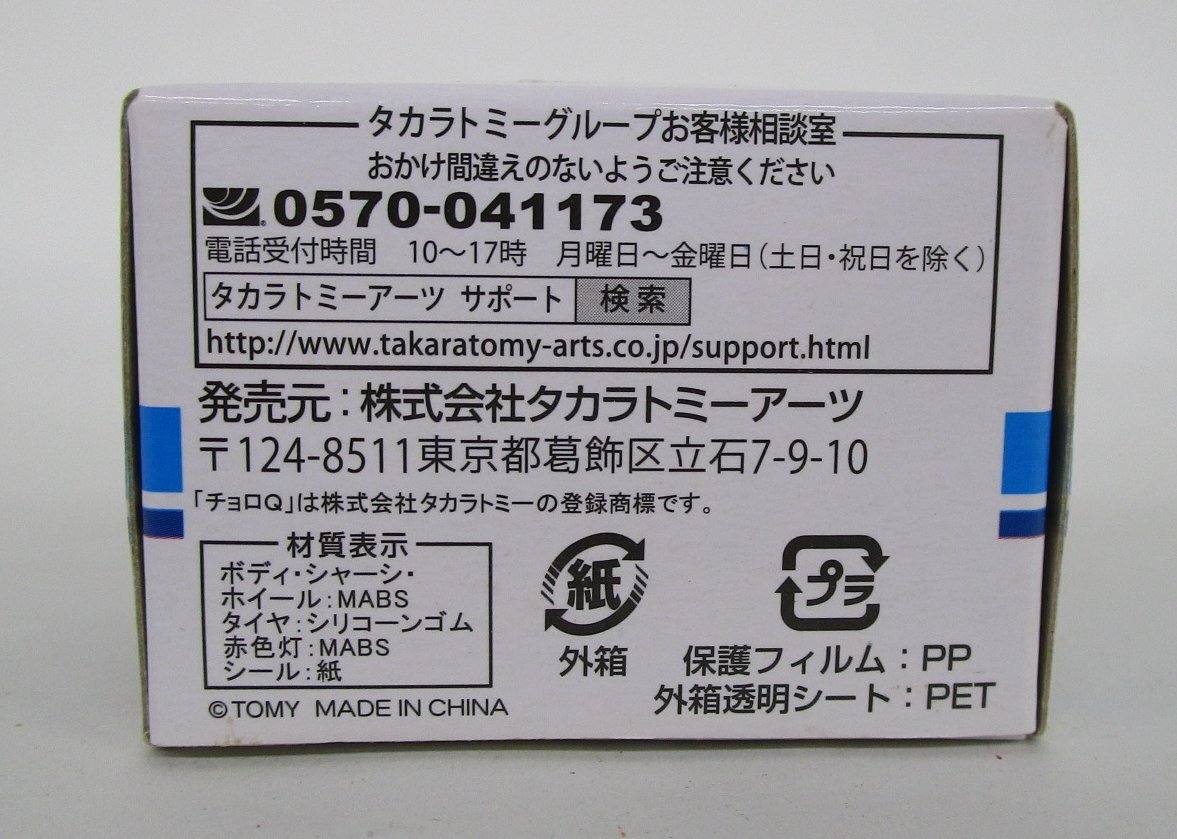 タカラトミーグループお客様相談室
おかけ間違えのないようご注意ください
0570-041173
電話受付時間 10～17時 月曜日～金曜日(土日・祝日を除く)
タカラトミーアーツ サポート 検索
http://www.takaratomy-arts.co.jp/support.html
発売元：株式会社タカラトミーアーツ
〒124-8511東京都葛飾区立石7-9-10
「チョロQ」は株式会社タカラトミーの登録商標です。
材質表示
ボディ・シャーシ・
ホイール：MABS
タイヤ：シリコーンゴム
赤色灯：MABS
シール：紙
©TOMY MADE IN CHINA
紙
外箱
プラ
保護フィルム：PP
外箱透明シート：PET